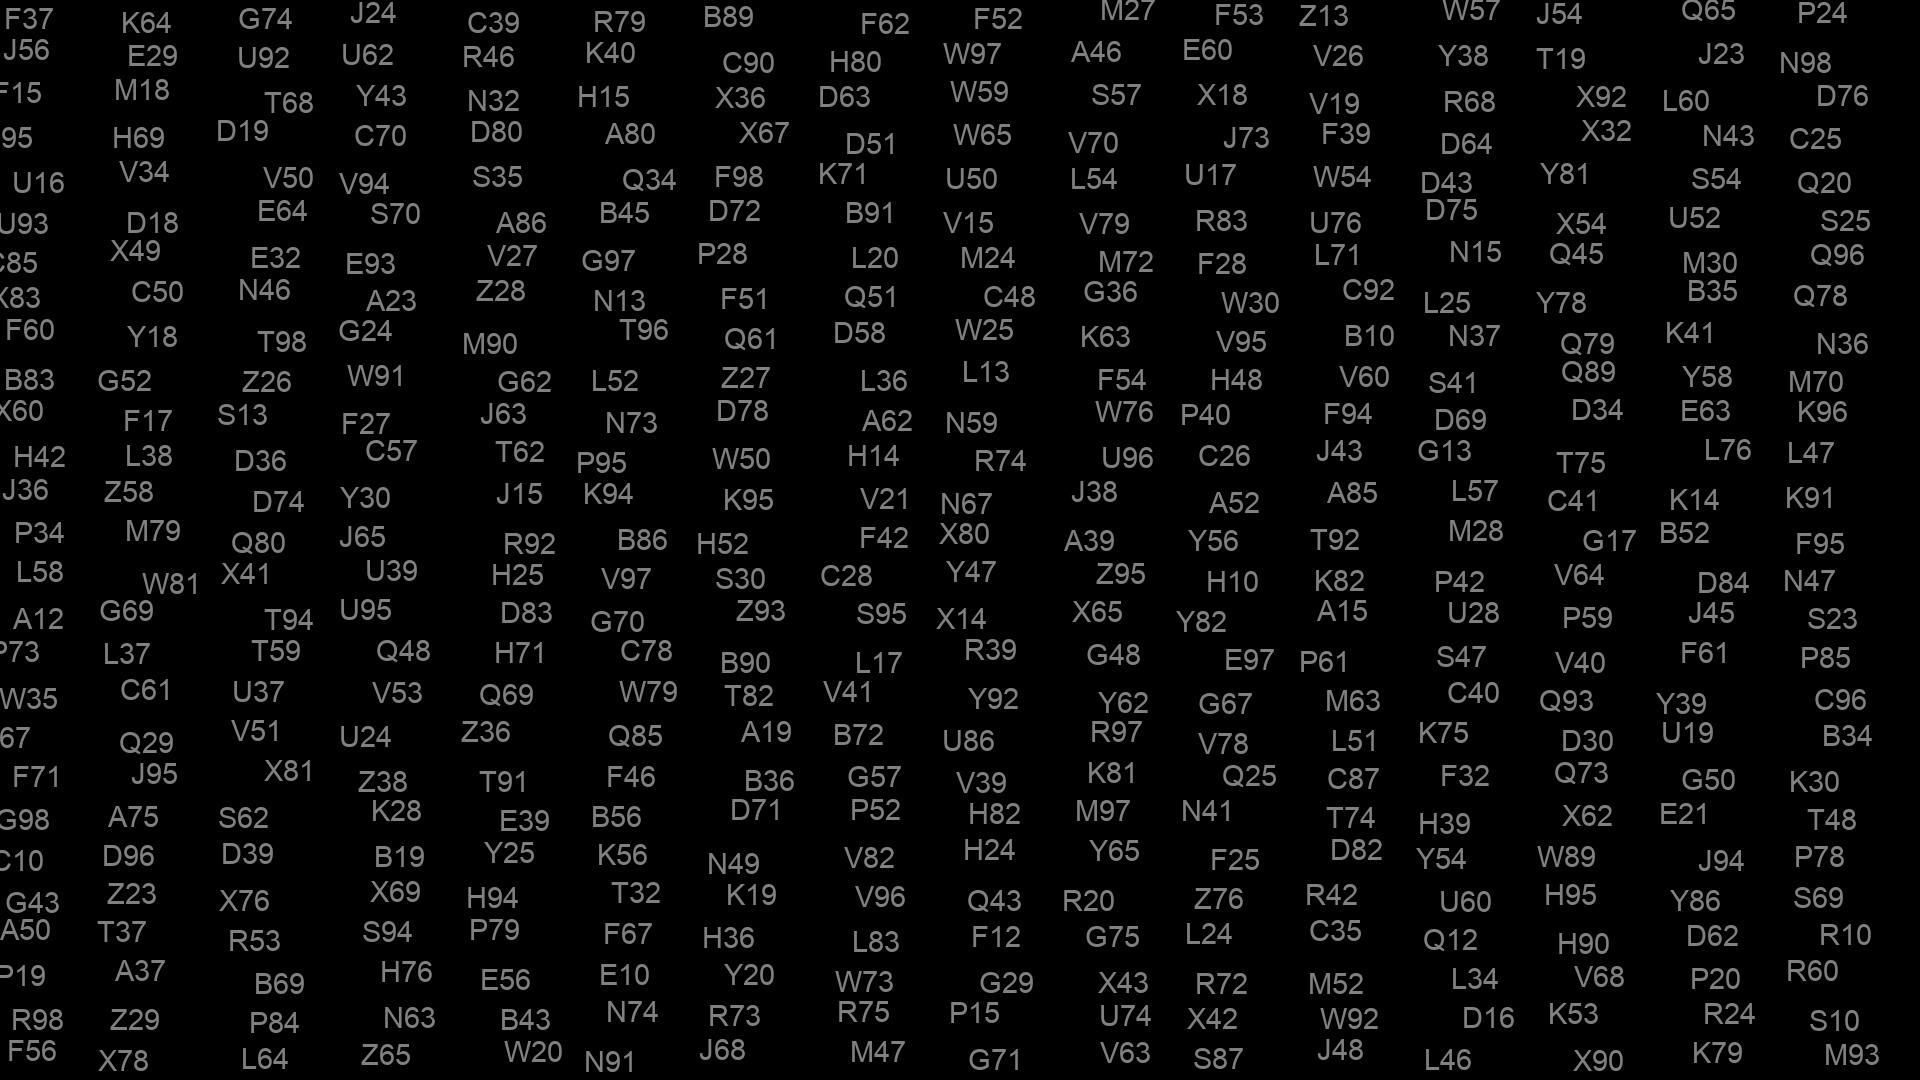 F37 K64 G74 J24 C39 R79 B89 F62 F52 M27 F53 Z13 W57 J54 Q65 P24
J56 E29 U92 U62 R46 K40 C90 H80 W97 A46 E60 V26 Y38 T19 J23 N98
F15 M18 T68 Y43 N32 H15 X36 D63 W59 S57 X18 V19 R68 X92 L60 D76
95 H69 D19 C70 D80 A80 X67 D51 W65 V70 J73 F39 D64 X32 N43 C25
U16 V34 V50 V94 S35 Q34 F98 K71 U50 L54 U17 W54 D43 Y81 S54 Q20
U93 D18 E64 S70 A86 B45 D72 B91 V15 V79 R83 U76 D75 X54 U52 S25
C85 X49 E32 E93 V27 G97 P28 L20 M24 M72 F28 L71 N15 Q45 M30 Q96
X83 C50 N46 A23 Z28 N13 F51 Q51 C48 G36 W30 C92 L25 Y78 B35 Q78
F60 Y18 T98 G24 M90 T96 Q61 D58 W25 K63 V95 B10 N37 Q79 K41 N36
B83 G52 Z26 W91 G62 L52 Z27 L36 L13 F54 H48 V60 S41 Q89 Y58 M70
X60 F17 S13 F27 J63 N73 D78 A62 N59 W76 P40 F94 D69 D34 E63 K96
H42 L38 D36 C57 T62 P95 W50 H14 R74 U96 C26 J43 G13 T75 L76 L47
J36 Z58 D74 Y30 J15 K94 K95 V21 N67 J38 A52 A85 L57 C41 K14 K91
P34 M79 Q80 J65 R92 B86 H52 F42 X80 A39 Y56 T92 M28 G17 B52 F95
L58 W81 X41 U39 H25 V97 S30 C28 Y47 Z95 H10 K82 P42 V64 D84 N47
A12 G69 T94 U95 D83 G70 Z93 S95 X14 X65 Y82 A15 U28 P59 J45 S23
P73 L37 T59 Q48 H71 C78 B90 L17 R39 G48 E97 P61 S47 V40 F61 P85
W35 C61 U37 V53 Q69 W79 T82 V41 Y92 Y62 G67 M63 C40 Q93 Y39 C96
67 Q29 V51 U24 Z36 Q85 A19 B72 U86 R97 V78 L51 K75 D30 U19 B34
F71 J95 X81 Z38 T91 F46 B36 G57 V39 K81 Q25 C87 F32 Q73 G50 K30
G98 A75 S62 K28 E39 B56 D71 P52 H82 M97 N41 T74 H39 X62 E21 T48
C10 D96 D39 B19 Y25 K56 N49 V82 H24 Y65 F25 D82 Y54 W89 J94 P78
G43 Z23 X76 X69 H94 T32 K19 V96 Q43 R20 Z76 R42 U60 H95 Y86 S69
A50 T37 R53 S94 P79 F67 H36 L83 F12 G75 L24 C35 Q12 H90 D62 R10
P19 A37 B69 H76 E56 E10 Y20 W73 G29 X43 R72 M52 L34 V68 P20 R60
R98 Z29 P84 N63 B43 N74 R73 R75 P15 U74 X42 W92 D16 K53 R24 S10
F56 X78 L64 Z65 W20 N91 J68 M47 G71 V63 S87 J48 L46 X90 K79 M93